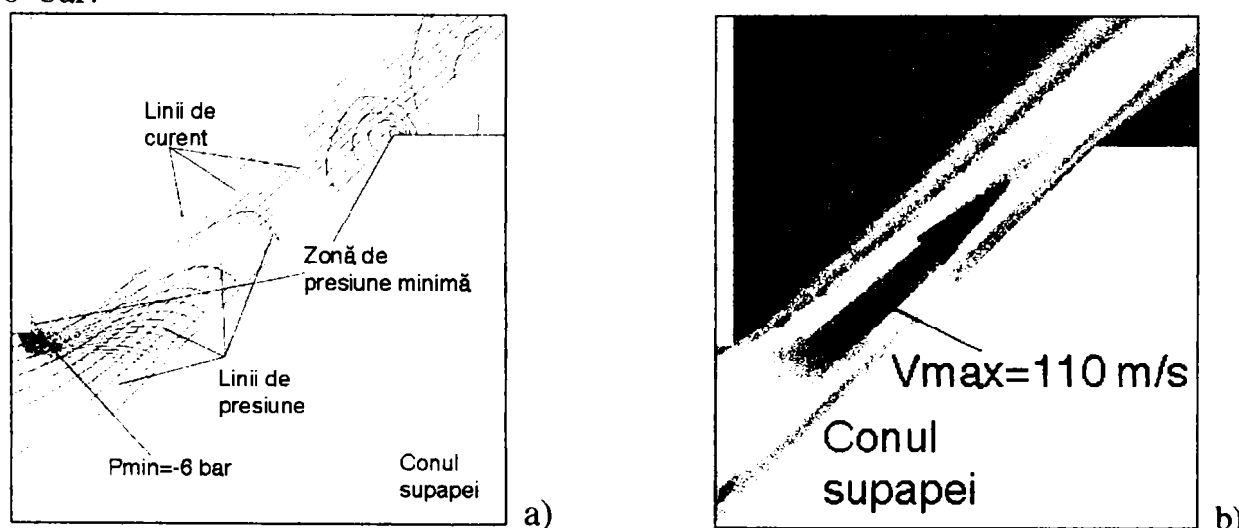 Linii de
curent
Zonă de
presiune minimă
Linii de
presiune
Pmin=-6 bar
Conul
supapei
a)
Vmax=110 m/s
Conul
supapei
b)